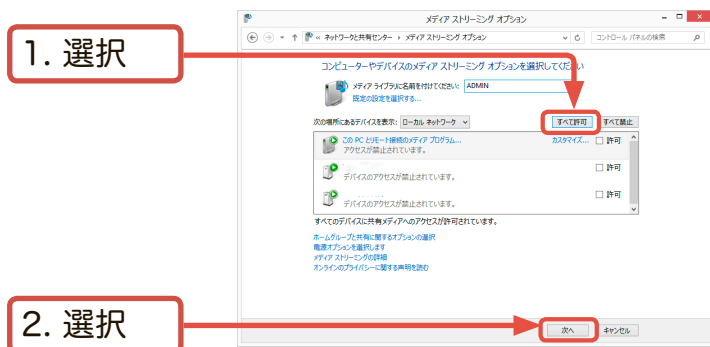 メディア ストリーミング オプション
« ネットワークと共有センター › メディア ストリーミング オプション
コントロール パネルの検索
1. 選択
コンピューターやデバイスのメディア ストリーミング オプションを選択してください
メディア ライブラリに名前を付けてください: ADMIN
既定の設定を選択する...
次の場所にあるデバイスを表示: ローカル ネットワーク すべて許可 すべて禁止
この PC とリモート接続のメディア プログラム... カスタマイズ... 許可
アクセスが禁止されています。
許可
デバイスのアクセスが禁止されています。
許可
デバイスのアクセスが禁止されています。
すべてのデバイスに共有メディアへのアクセスが許可されています。
ホームグループと共有に関するオプションの選択
電源オプションを選択します
メディア ストリーミングの詳細
オンラインのプライバシーに関する声明を読む
2. 選択
次へ キャンセル